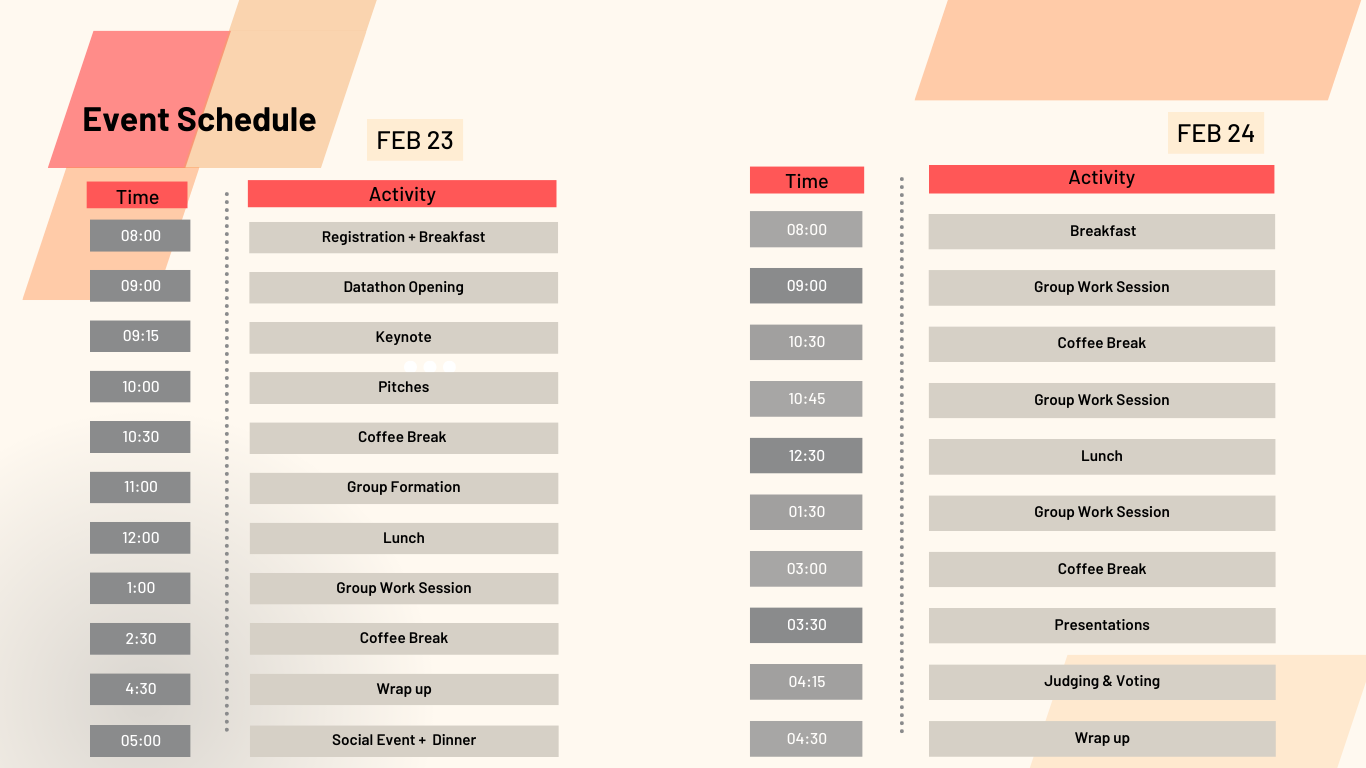 Event Schedule
FEB 23
Time Activity
08:00 Registration + Breakfast
09:00 Datathon Opening
09:15 Keynote
10:00 Pitches
10:30 Coffee Break
11:00 Group Formation
12:00 Lunch
1:00 Group Work Session
2:30 Coffee Break
4:30 Wrap up
05:00 Social Event + Dinner
FEB 24
Time Activity
08:00 Breakfast
09:00 Group Work Session
10:30 Coffee Break
10:45 Group Work Session
12:30 Lunch
01:30 Group Work Session
03:00 Coffee Break
03:30 Presentations
04:15 Judging & Voting
04:30 Wrap up